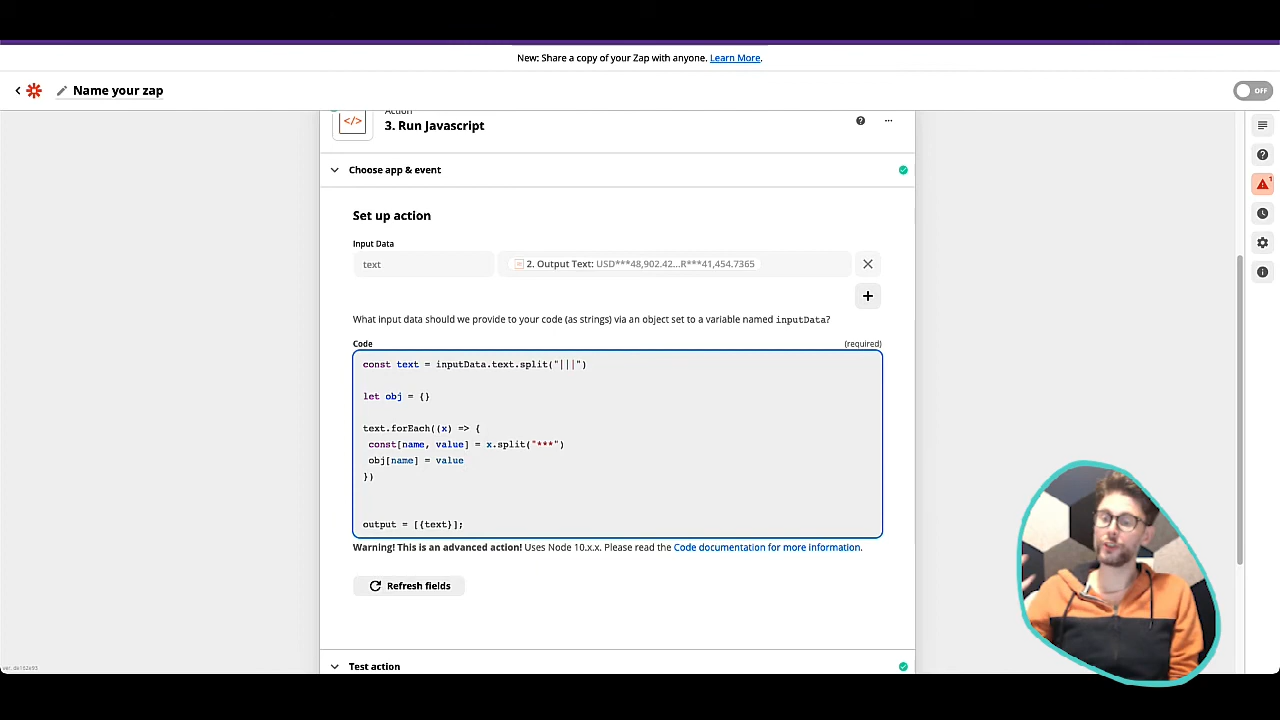 New: Share a copy of your Zap with anyone. Learn More.
Name your zap
OFF
Action
</> 3. Run Javascript
Choose app & event
Set up action
Input Data
text
2. Output Text: USD***48,902.42...R***41,454.7365
What input data should we provide to your code (as strings) via an object set to a variable named inputData?
Code (required)
const text = inputData.text.split("|||")
let obj = {}
text.forEach((x) => {
const[name, value] = x.split("***")
obj[name] = value
})
output = [{text}];
Warning! This is an advanced action! Uses Node 10.x.x. Please read the Code documentation for more information.
Refresh fields
Test action